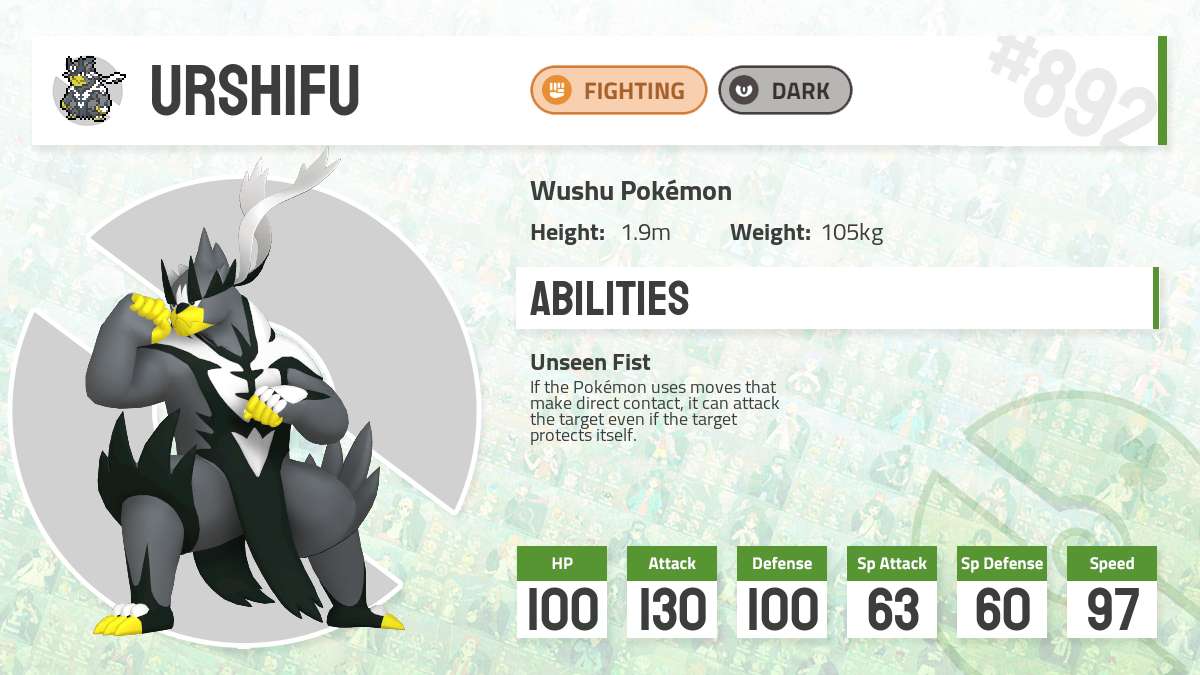 URSHIFU
FIGHTING
DARK
#892
Wushu Pokémon
Height: 1.9m Weight: 105kg
ABILITIES
Unseen Fist
If the Pokémon uses moves that
make direct contact, it can attack
the target even if the target
protects itself.
HP Attack Defense Sp Attack Sp Defense Speed
100 130 100 63 60 97